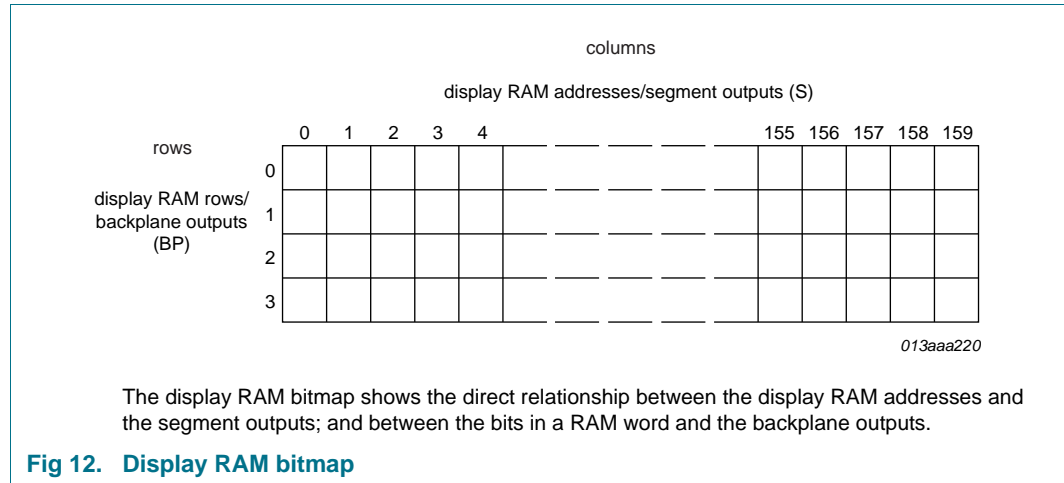 columns
display RAM addresses/segment outputs (S)
0 1 2 3 4 155 156 157 158 159
rows
0
display RAM rows/
backplane outputs
(BP)
1
2
3
013aaa220
The display RAM bitmap shows the direct relationship between the display RAM addresses and
the segment outputs; and between the bits in a RAM word and the backplane outputs.
Fig 12. Display RAM bitmap